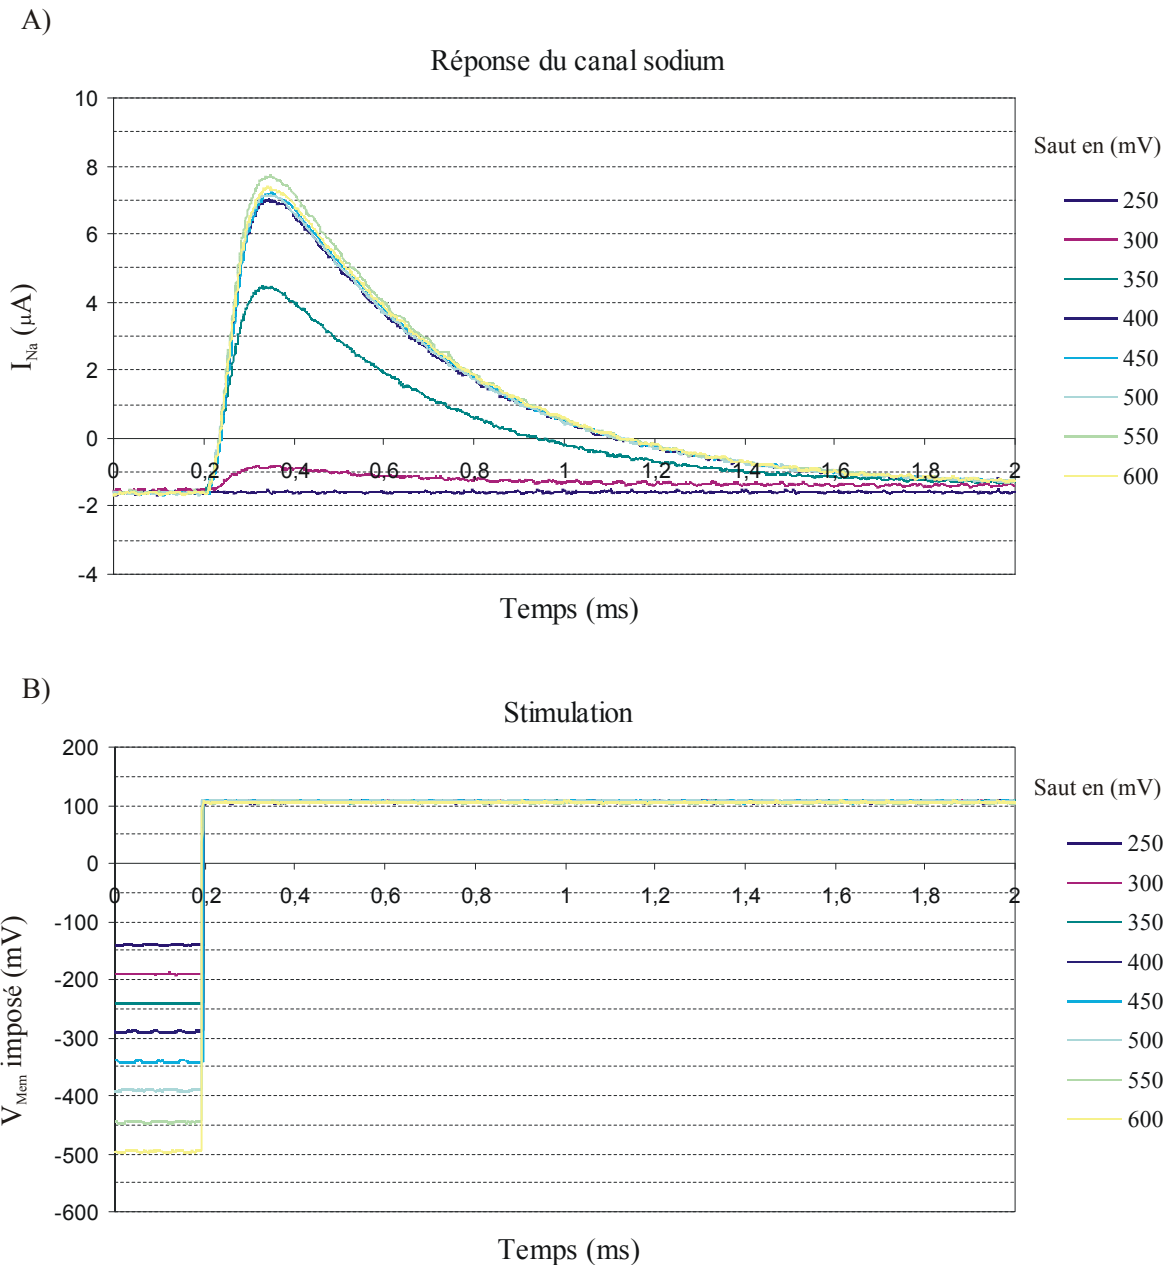 A)
Réponse du canal sodium
10
8
6
4
2
0
-2
-4
I_Na (µA)
0 0,2 0,4 0,6 0,8 1 1,2 1,4 1,6 1,8 2
Temps (ms)
Saut en (mV)
250
300
350
400
450
500
550
600
B)
Stimulation
200
100
0
-100
-200
-300
-400
-500
-600
V_Mem imposé (mV)
0 0,2 0,4 0,6 0,8 1 1,2 1,4 1,6 1,8 2
Temps (ms)
Saut en (mV)
250
300
350
400
450
500
550
600